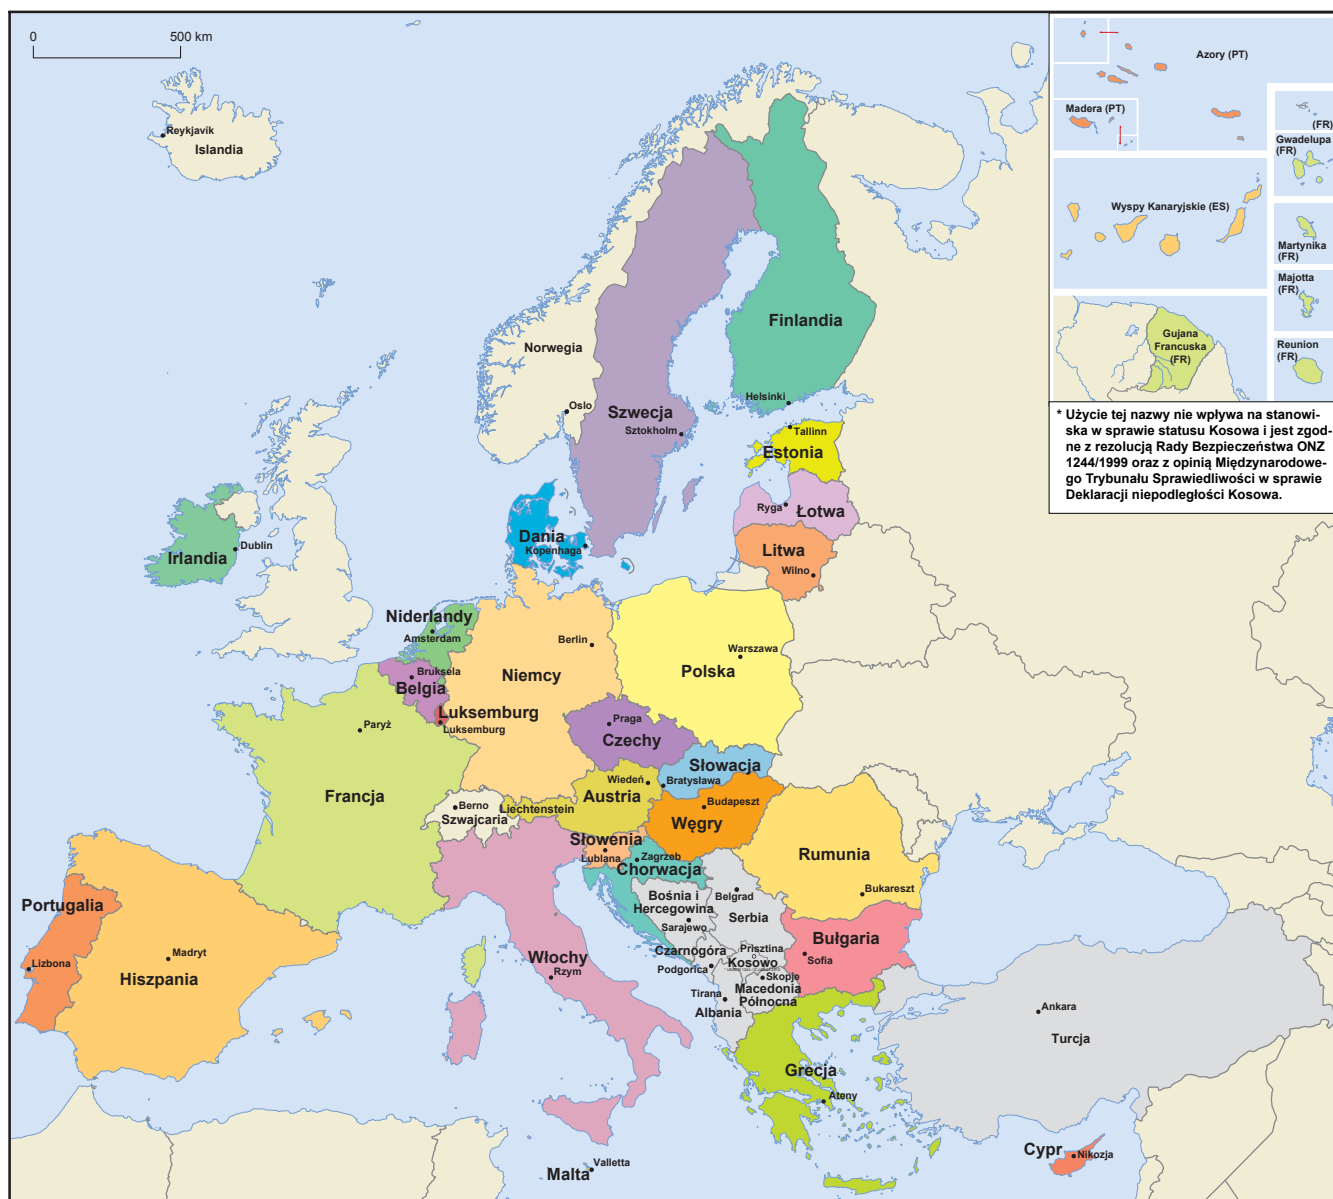 0 500 km
Azory (PT)
Madera (PT)
(FR)
Gwadelupa
(FR)
Wyspy Kanaryjskie (ES)
Martynika
(FR)
Majotta
(FR)
Gujana
Francuska
(FR)
Reunion
(FR)
* Użycie tej nazwy nie wpływa na stanowi-
ska w sprawie statusu Kosowa i jest zgod-
ne z rezolucją Rady Bezpieczeństwa ONZ
1244/1999 oraz z opinią Międzynarodowe-
go Trybunału Sprawiedliwości w sprawie
Deklaracji niepodległości Kosowa.
Reykjavik
Islandia
Finlandia
Norwegia
Helsinki
Oslo
Szwecja
Sztokholm
Tallinn
Estonia
Ryga
Łotwa
Dania
Kopenhaga
Litwa
Wilno
Dublin
Irlandia
Niderlandy
Amsterdam
Berlin
Warszawa
Polska
Niemcy
Bruksela
Belgia
Luksemburg
Luksemburg
Paryż
Praga
Czechy
Słowacja
Bratysława
Wiedeń
Austria
Francja
Berno
Szwajcaria
Liechtenstein
Budapeszt
Węgry
Słowenia
Lublana
Zagrzeb
Chorwacja
Rumunia
Bukareszt
Bośnia i
Hercegowina
Sarajewo
Belgrad
Serbia
Portugalia
Lizbona
Madryt
Hiszpania
Włochy
Rzym
Czarnogóra
Podgorica
Prisztina
Kosowo
Bułgaria
Sofia
Skopje
Macedonia
Północna
Tirana
Albania
Ankara
Turcja
Grecja
Ateny
Malta
Valletta
Cypr
Nikozja